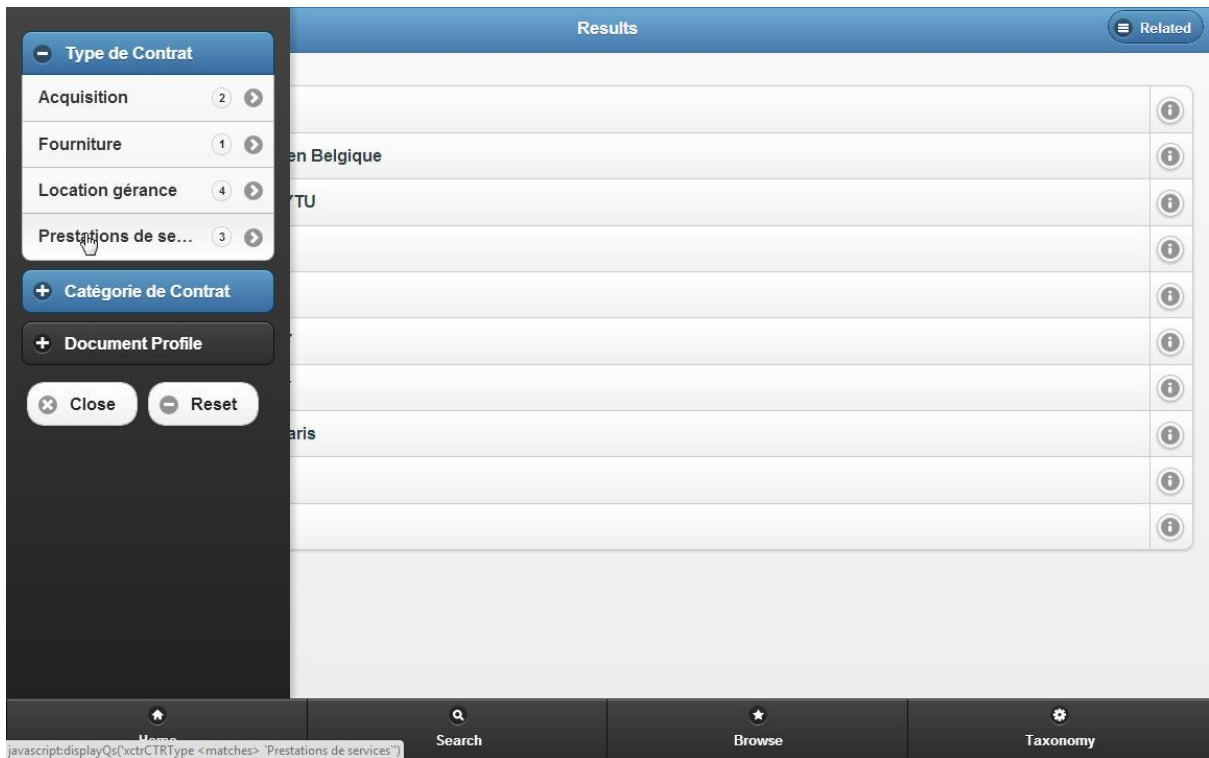 Results
Related
Type de Contrat
Acquisition 2
Fourniture 1
en Belgique
Location gérance 4
YTU
Prestations de se... 3
Catégorie de Contrat
Document Profile
Close Reset
aris
Home
Search
Browse
Taxonomy
javascript:displayQs('xctrCTRType <matches> `Prestations de services`')